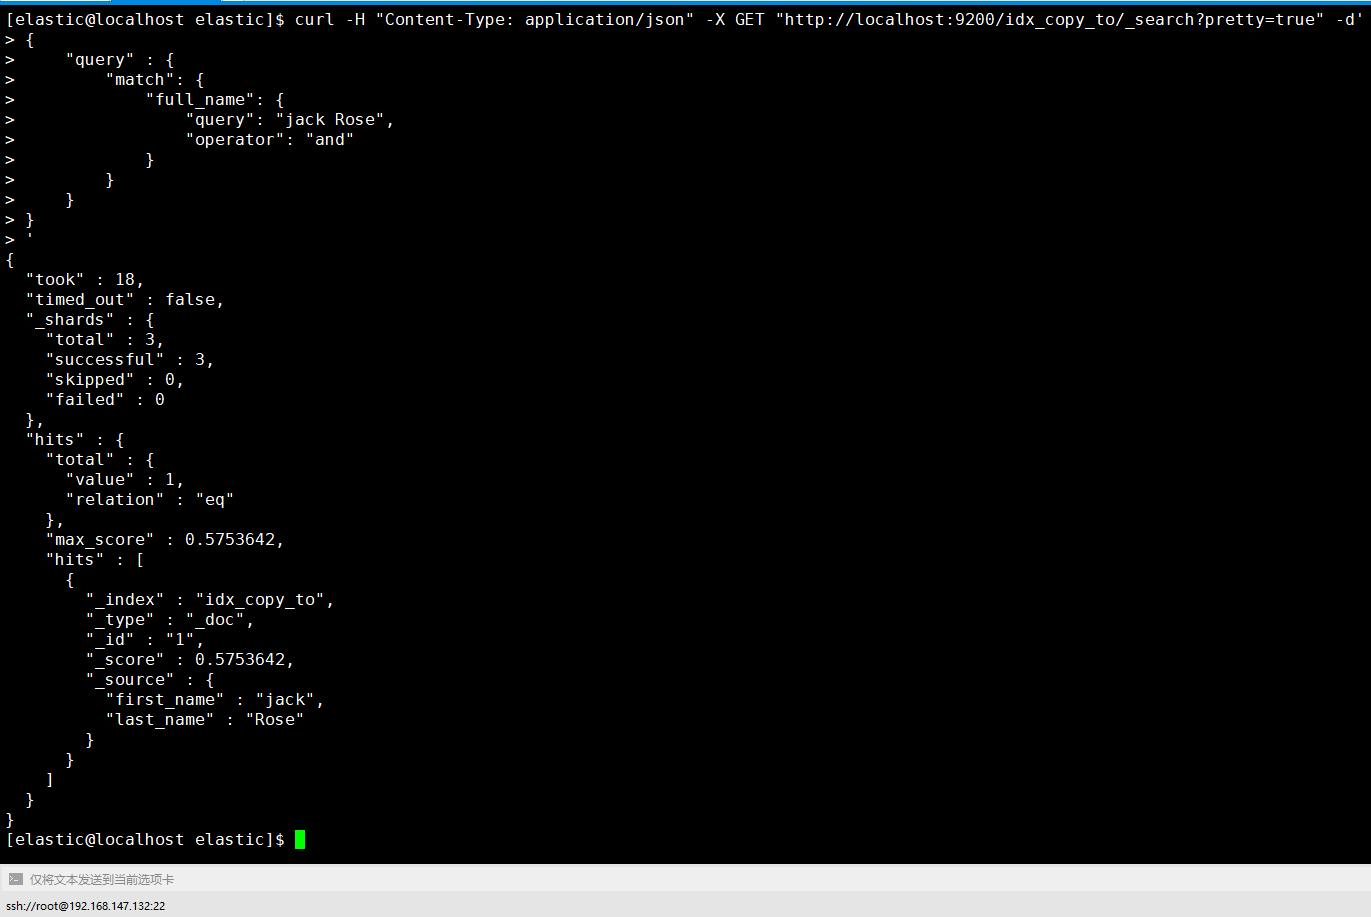 [elastic@localhost elastic]$ curl -H "Content-Type: application/json" -X GET "http://localhost:9200/idx_copy_to/_search?pretty=true" -d'
> {
>     "query" : {
>         "match": {
>             "full_name": {
>                 "query": "jack Rose",
>                 "operator": "and"
>             }
>         }
>     }
> }
> '
{
  "took" : 18,
  "timed_out" : false,
  "_shards" : {
    "total" : 3,
    "successful" : 3,
    "skipped" : 0,
    "failed" : 0
  },
  "hits" : {
    "total" : {
      "value" : 1,
      "relation" : "eq"
    },
    "max_score" : 0.5753642,
    "hits" : [
      {
        "_index" : "idx_copy_to",
        "_type" : "_doc",
        "_id" : "1",
        "_score" : 0.5753642,
        "_source" : {
          "first_name" : "jack",
          "last_name" : "Rose"
        }
      }
    ]
  }
}
[elastic@localhost elastic]$
仅将文本发送到当前选项卡
ssh://root@192.168.147.132:22